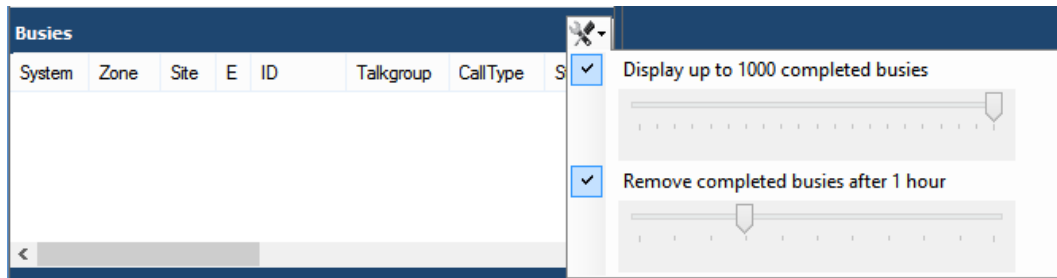 Busies
System Zone Site E ID Talkgroup CallType
Display up to 1000 completed busies
Remove completed busies after 1 hour